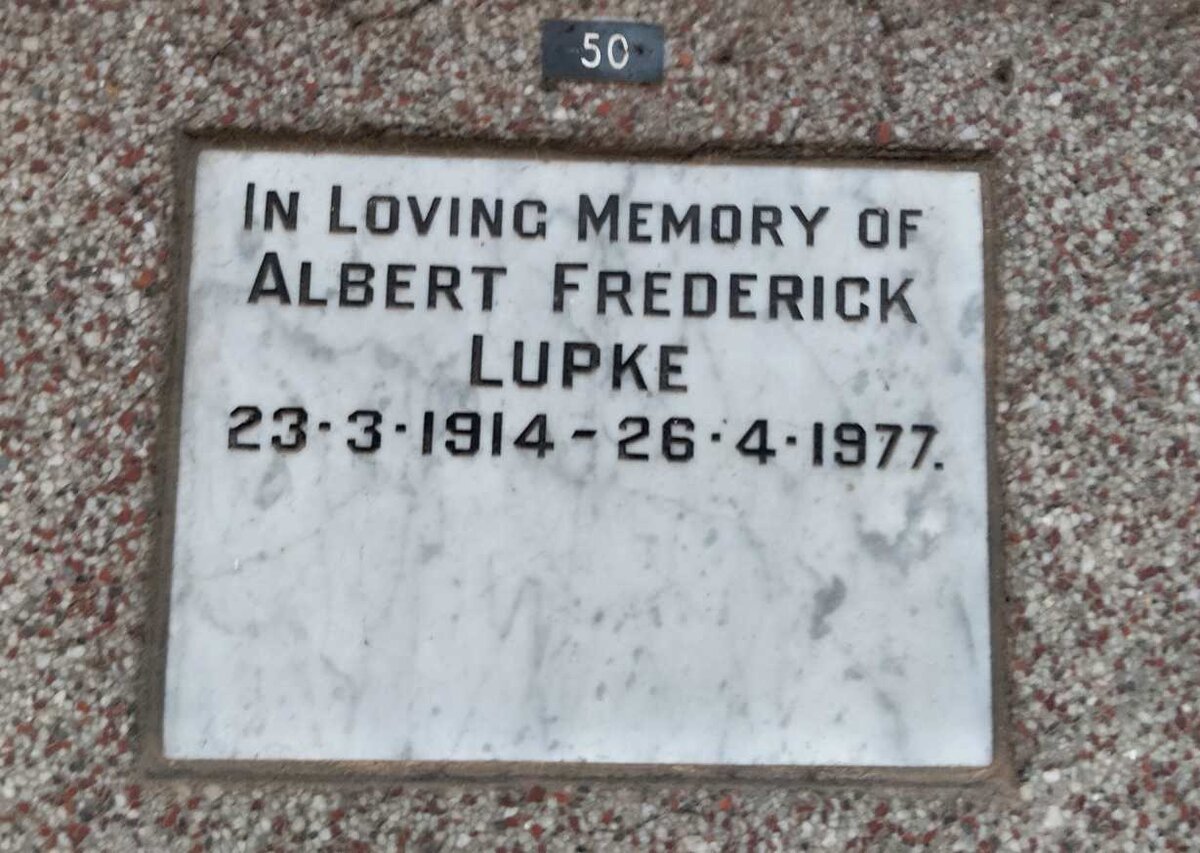 50
In Loving Memory of
Albert Frederick
Lupke
23·3·1914-26·4·1977.